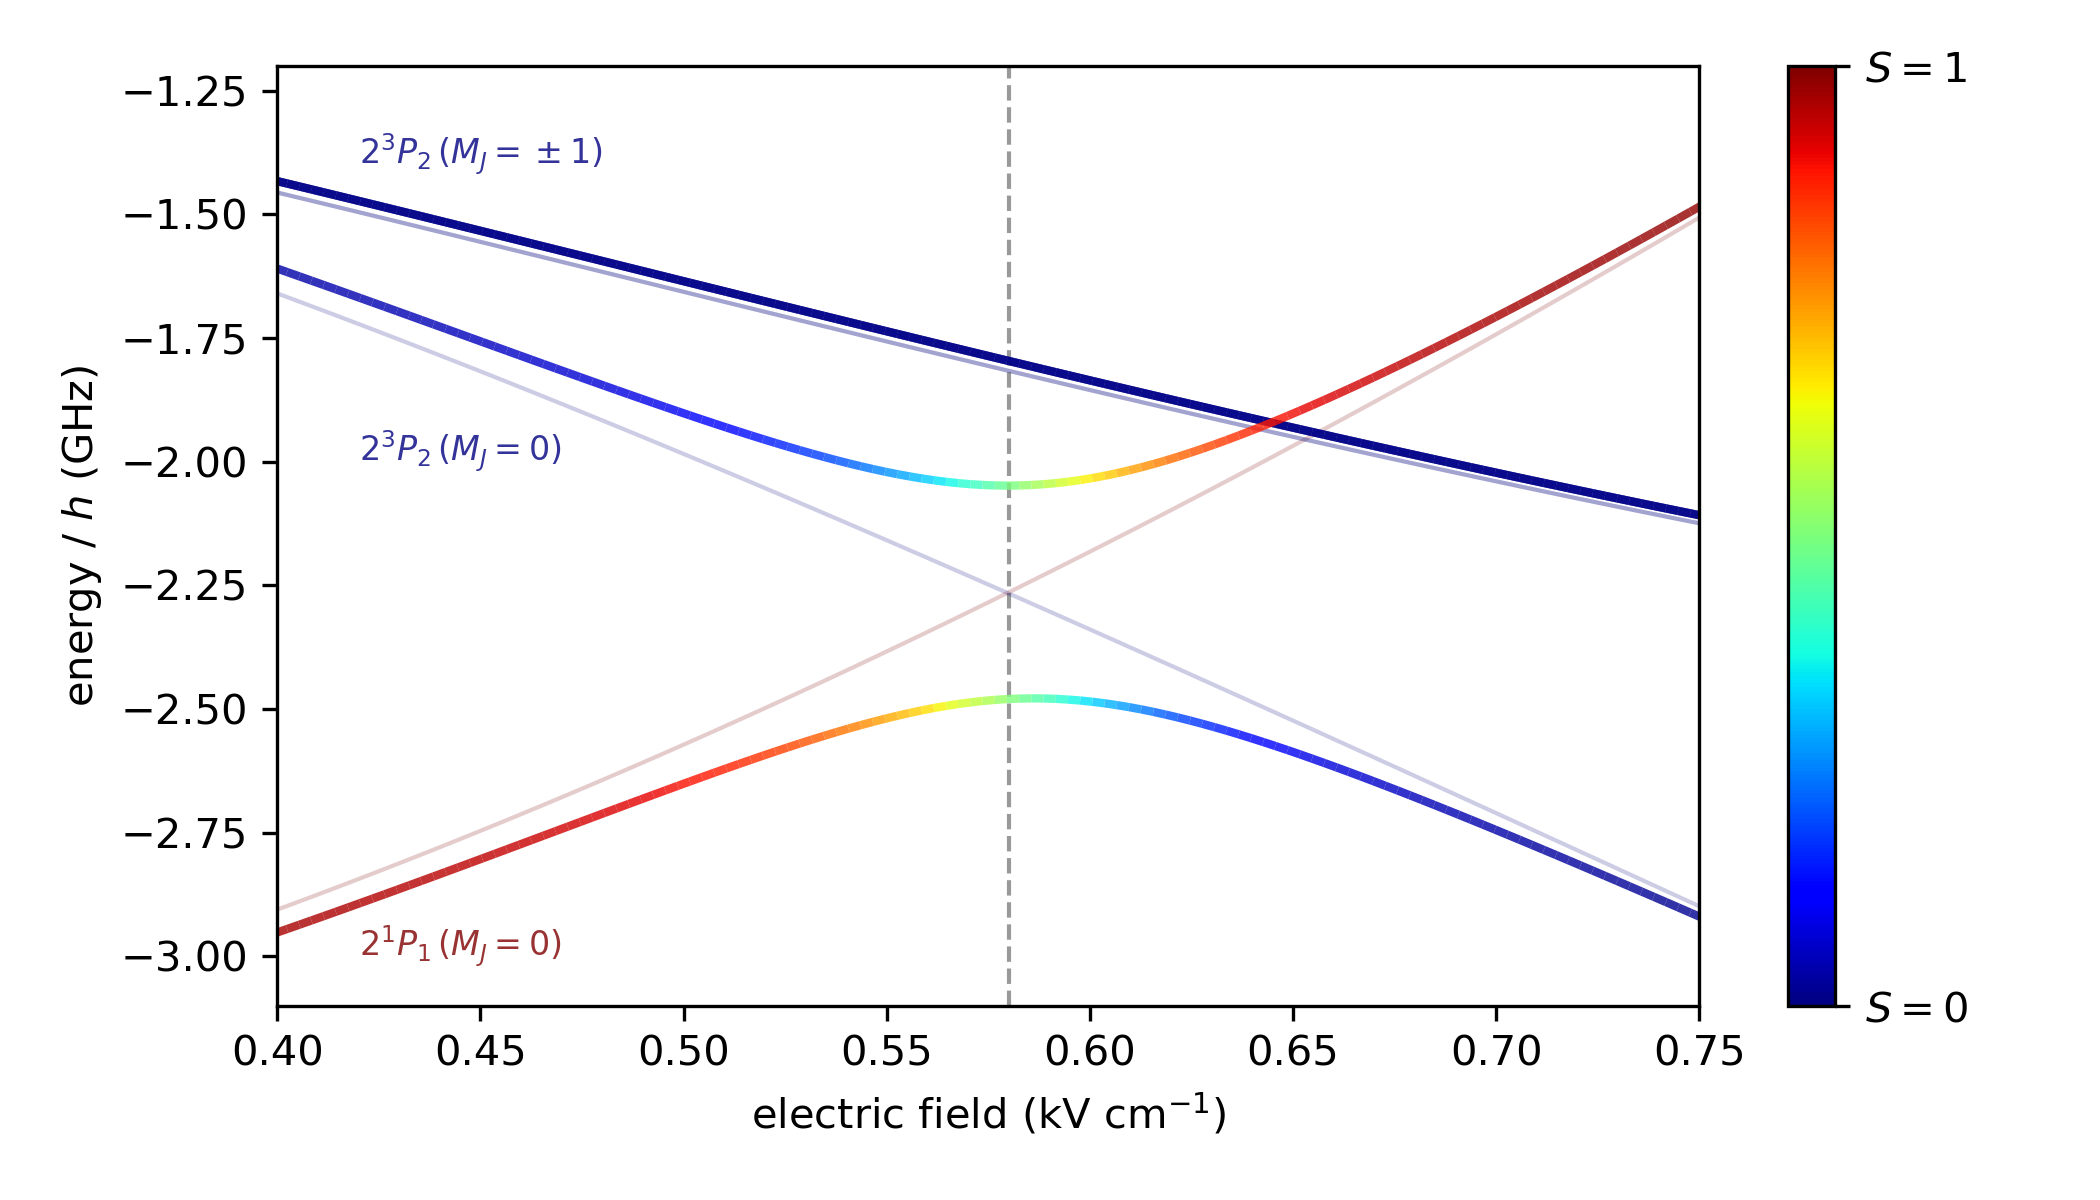 −1.25
−1.50
−1.75
−2.00
−2.25
−2.50
−2.75
−3.00
energy / h (GHz)
2³P₂ (M_J = ±1)
2³P₂ (M_J = 0)
2¹P₁ (M_J = 0)
0.40 0.45 0.50 0.55 0.60 0.65 0.70 0.75
electric field (kV cm⁻¹)
S = 1
S = 0